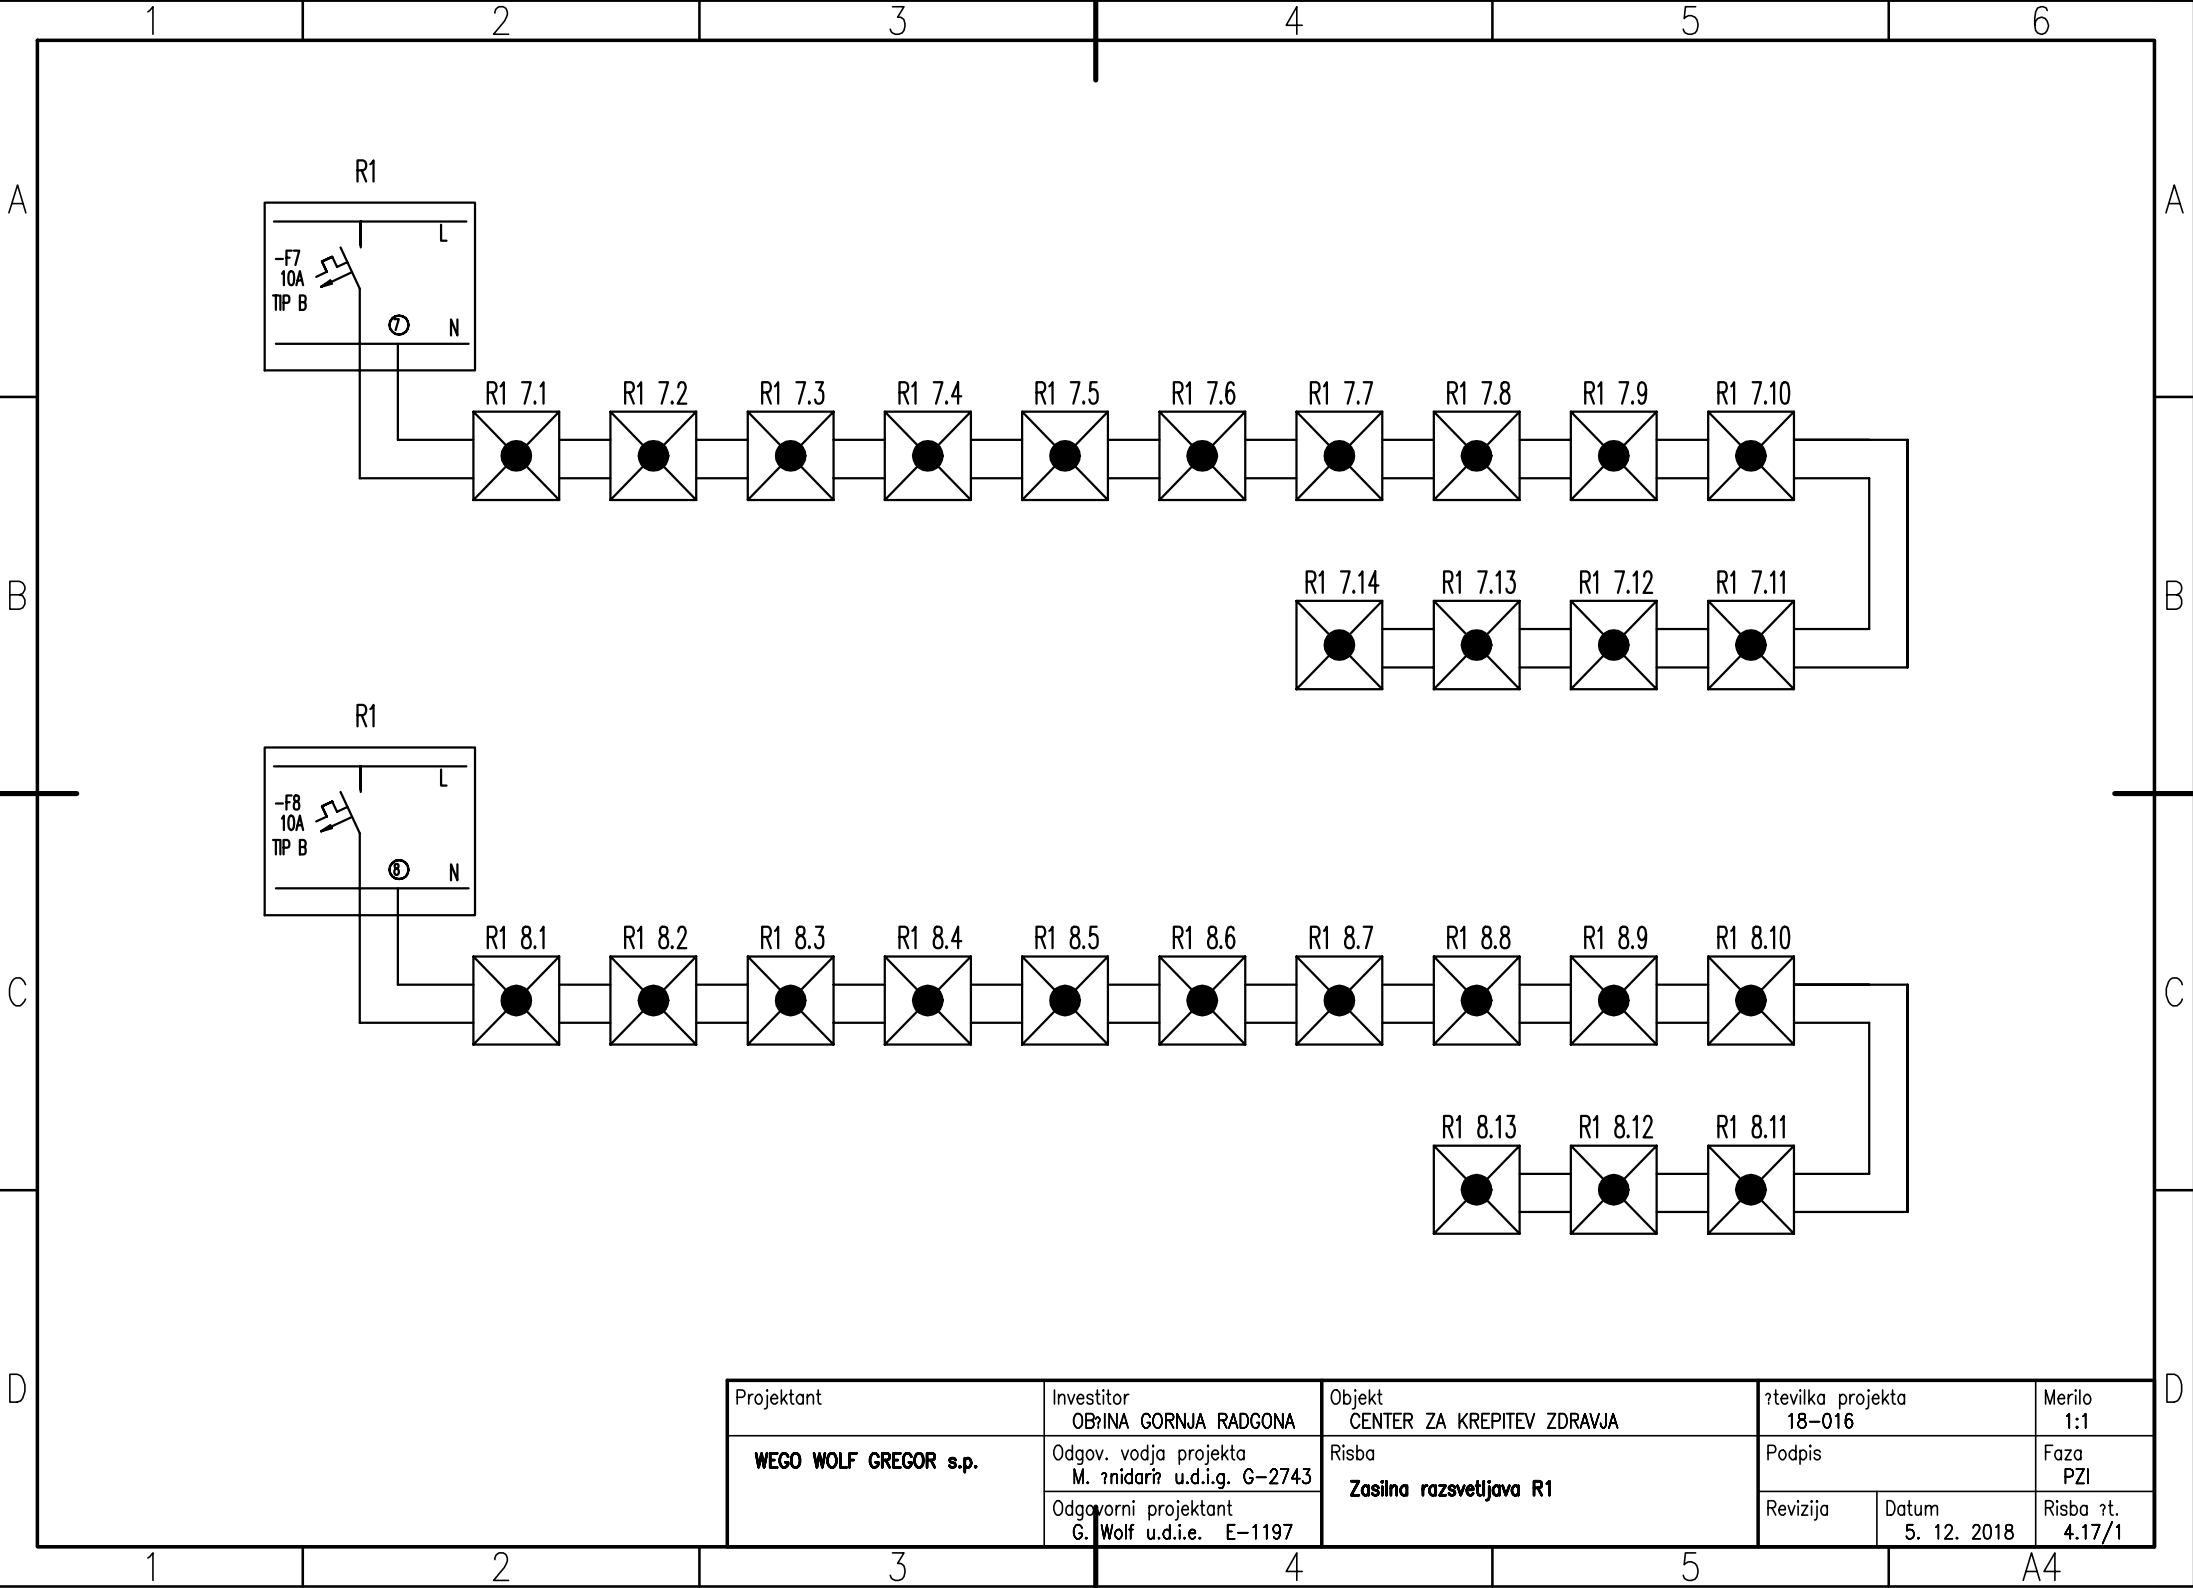 1 2 3 4 5 6
A A
R1
L
-F7
10A
TIP B
7 N
R1 7.1 R1 7.2 R1 7.3 R1 7.4 R1 7.5 R1 7.6 R1 7.7 R1 7.8 R1 7.9 R1 7.10
B B
R1 7.14 R1 7.13 R1 7.12 R1 7.11
R1
L
-F8
10A
TIP B
8 N
R1 8.1 R1 8.2 R1 8.3 R1 8.4 R1 8.5 R1 8.6 R1 8.7 R1 8.8 R1 8.9 R1 8.10
C C
R1 8.13 R1 8.12 R1 8.11
D D
Projektant
WEGO WOLF GREGOR s.p.
Investitor
OB?INA GORNJA RADGONA
Odgov. vodja projekta
M. ?nidari? u.d.i.g. G-2743
Odgovorni projektant
G. Wolf u.d.i.e. E-1197
Objekt
CENTER ZA KREPITEV ZDRAVJA
Risba
Zasilna razsvetljava R1
?tevilka projekta
18-016
Merilo
1:1
Podpis
Faza
PZI
Revizija
Datum
5. 12. 2018
Risba ?t.
4.17/1
1 2 3 4 5 A4